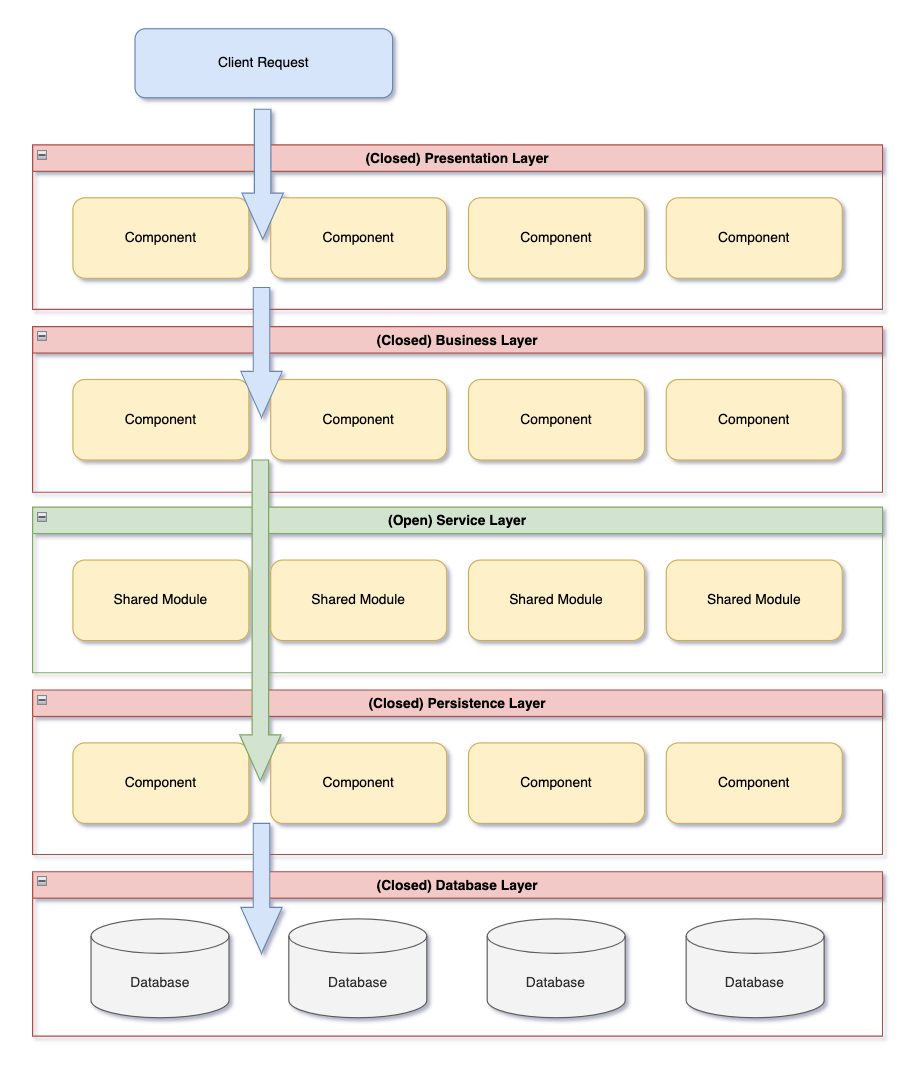 Client Request
(Closed) Presentation Layer
Component
Component
Component
Component
(Closed) Business Layer
Component
Component
Component
Component
(Open) Service Layer
Shared Module
Shared Module
Shared Module
Shared Module
(Closed) Persistence Layer
Component
Component
Component
Component
(Closed) Database Layer
Database
Database
Database
Database